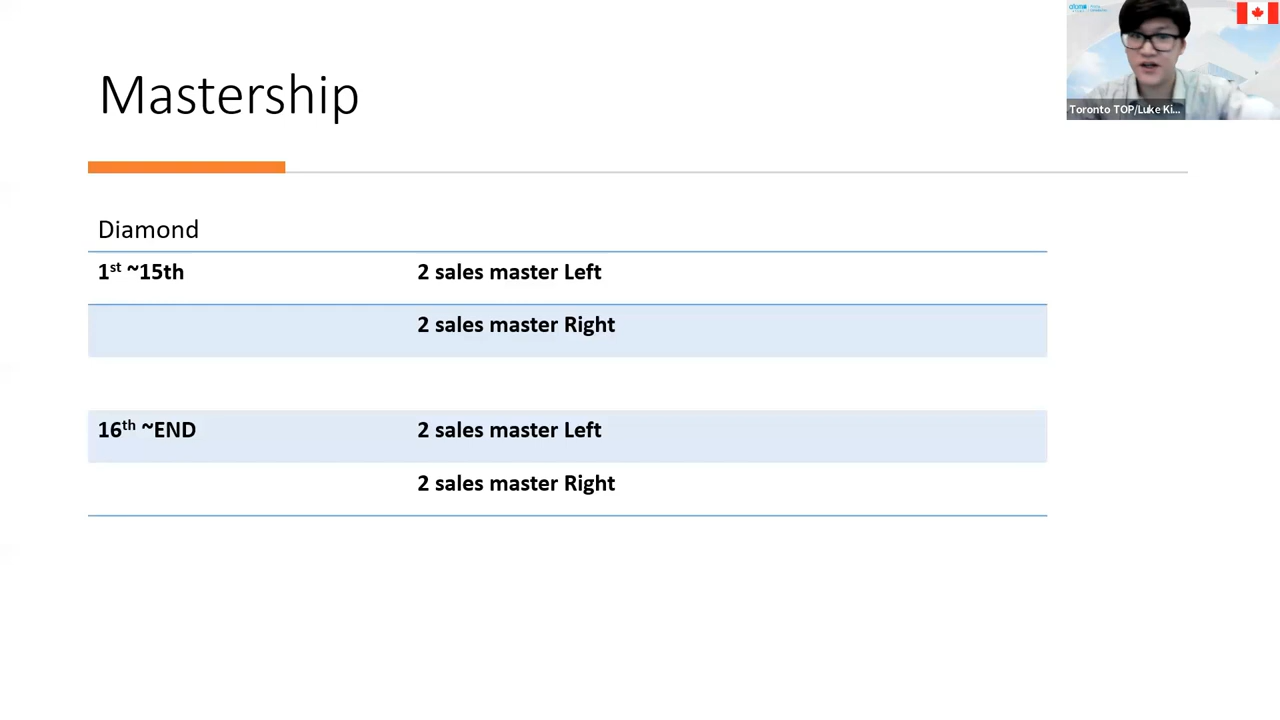 Mastership
Diamond
1st ~15th 2 sales master Left
2 sales master Right
16th ~END 2 sales master Left
2 sales master Right
Toronto TOP/Luke Ki...